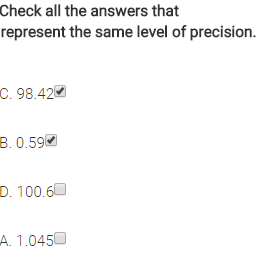 Check all the answers that
represent the same level of precision.
C. 98.42
B. 0.59
D. 100.6
A. 1.045